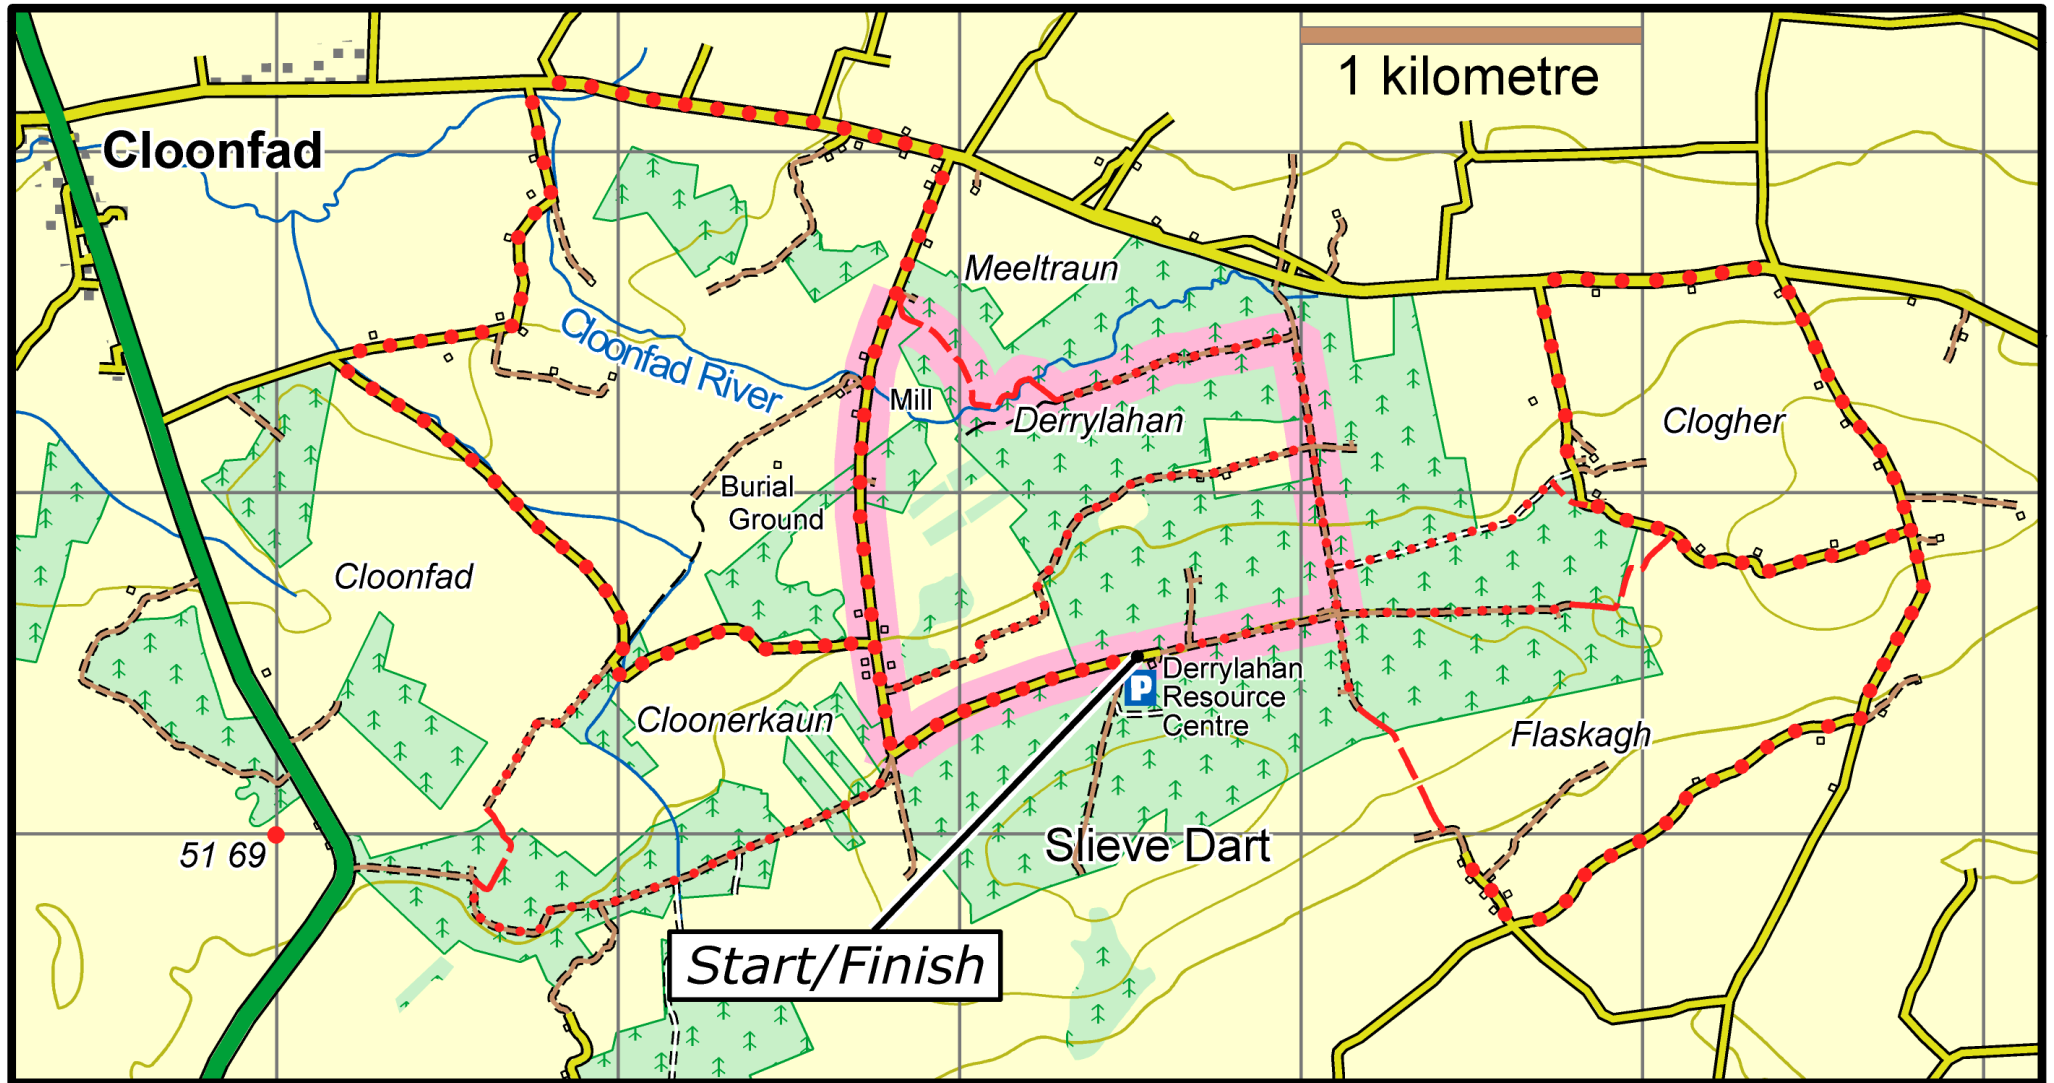 1 kilometre
Cloonfad
Meeltraun
Cloonfad River
Mill
Derrylahan
Clogher
Burial
Ground
Cloonfad
Derrylahan
Resource
Centre
P
Cloonerkaun
Flaskagh
51 69
Slieve Dart
Start/Finish